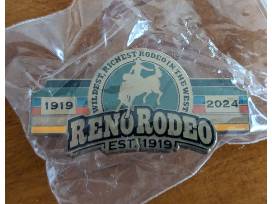 WILDEST, RICHEST RODEO IN THE WEST
1919 2024
RENO RODEO
EST. 1919